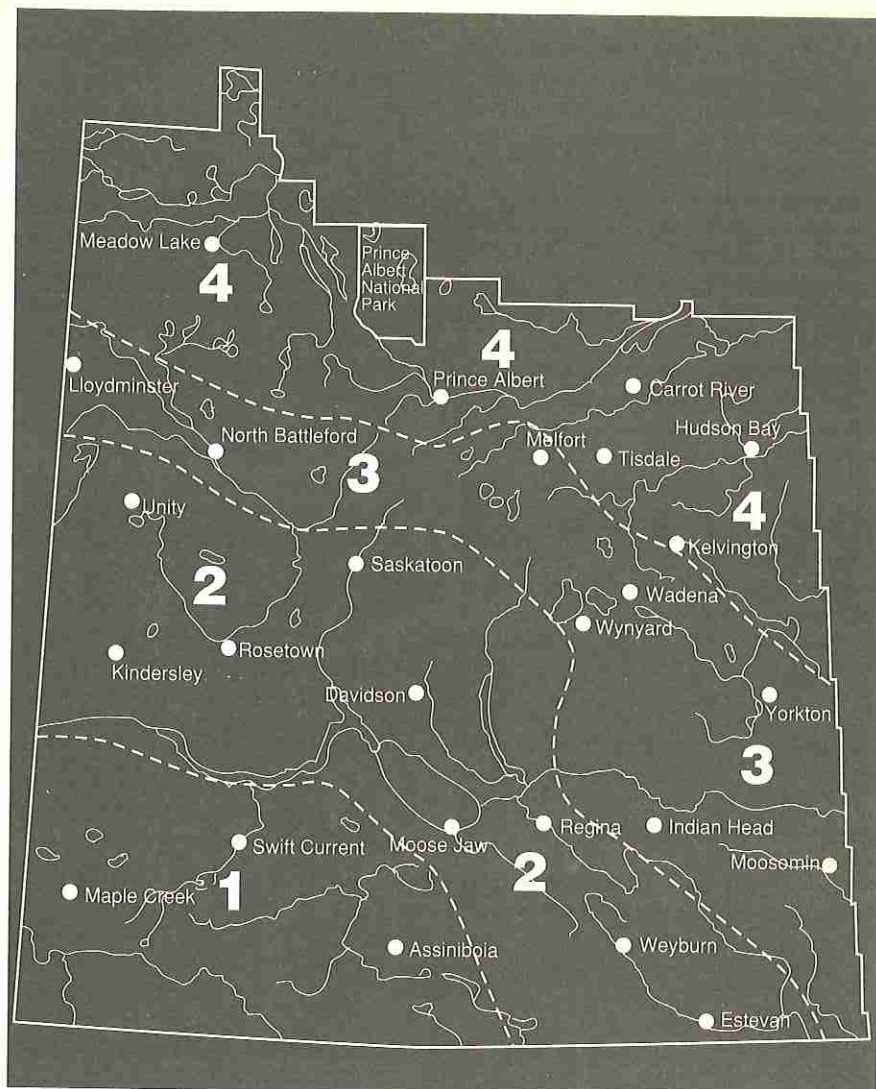 Meadow Lake
4
Prince
Albert
National
Park
4
Lloydminster
Prince Albert
Carrot River
North Battleford
Melfort
Hudson Bay
3
Tisdale
Unity
4
Kelvington
Saskatoon
2
Wadena
Wynyard
Rosetown
Kindersley
Davidson
Yorkton
3
Swift Current
Moose Jaw
Regina
Indian Head
2
Moosomin
1
Maple Creek
Assiniboia
Weyburn
Estevan